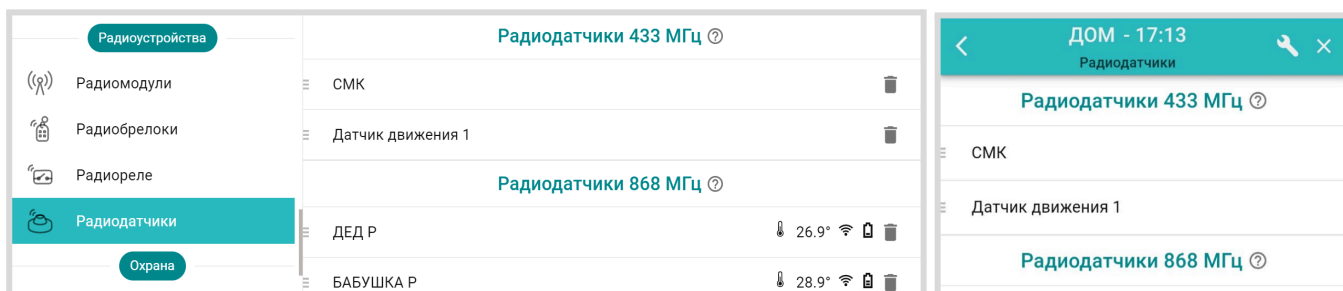 Радиоустройства
Радиомодули
Радиобрелоки
Радиореле
Радиодатчики
Охрана
Радиодатчики 433 МГц
СМК
Датчик движения 1
Радиодатчики 868 МГц
ДЕД Р 26.9°
БАБУШКА Р 28.9°
ДОМ - 17:13
Радиодатчики
Радиодатчики 433 МГц
СМК
Датчик движения 1
Радиодатчики 868 МГц